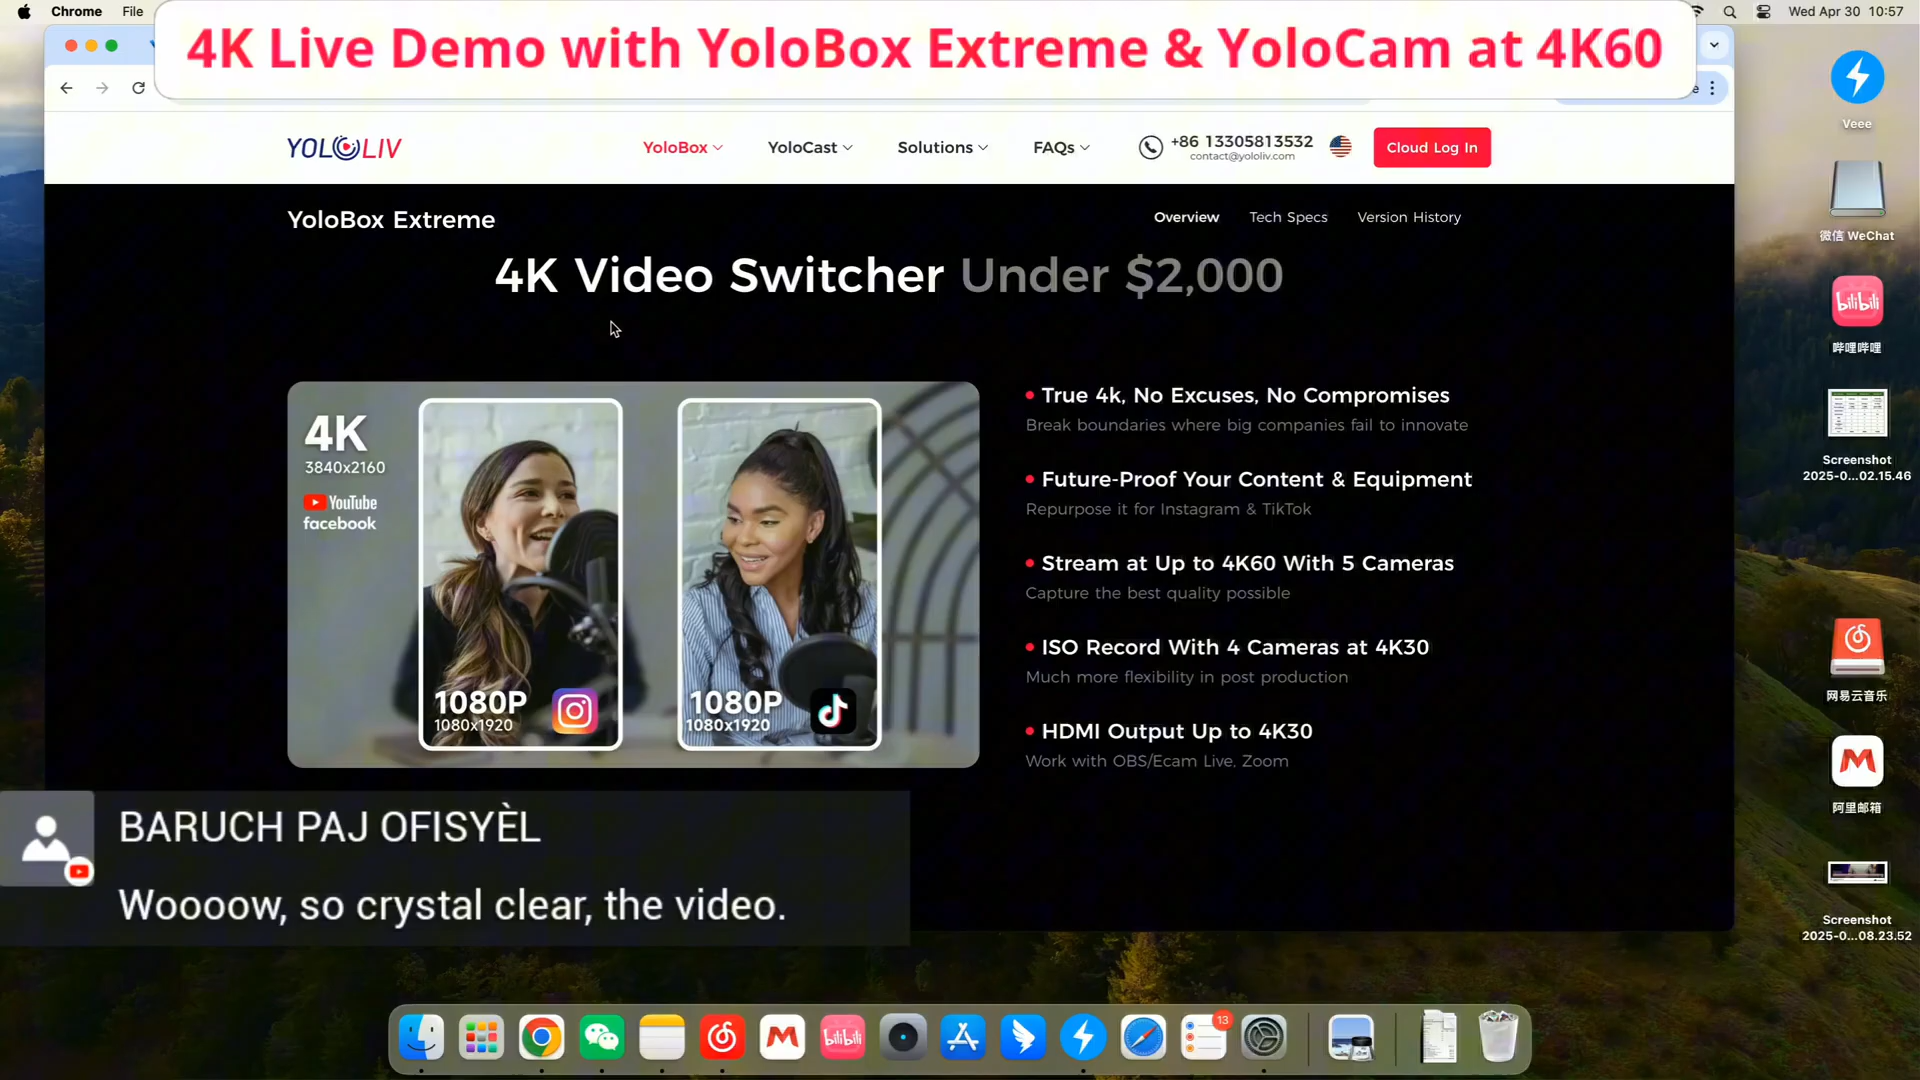 Chrome File
Wed Apr 30 10:57
4K Live Demo with YoloBox Extreme & YoloCam at 4K60
YOLOLIV
YoloBox
YoloCast
Solutions
FAQs
+86 13305813532
contact@yololiv.com
Cloud Log In
YoloBox Extreme
Overview
Tech Specs
Version History
4K Video Switcher Under $2,000
4K
3840x2160
YouTube
facebook
1080P
1080x1920
1080P
1080x1920
True 4k, No Excuses, No Compromises
Break boundaries where big companies fail to innovate
Future-Proof Your Content & Equipment
Repurpose it for Instagram & TikTok
Stream at Up to 4K60 With 5 Cameras
Capture the best quality possible
ISO Record With 4 Cameras at 4K30
Much more flexibility in post production
HDMI Output Up to 4K30
Work with OBS/Ecam Live, Zoom
BARUCH PAJ OFISYÈL
Woooow, so crystal clear, the video.
Veee
微信 WeChat
bilibili
哔哩哔哩
Screenshot
2025-0...02.15.46
网易云音乐
阿里邮箱
Screenshot
2025-0...08.23.52
bilibili
13